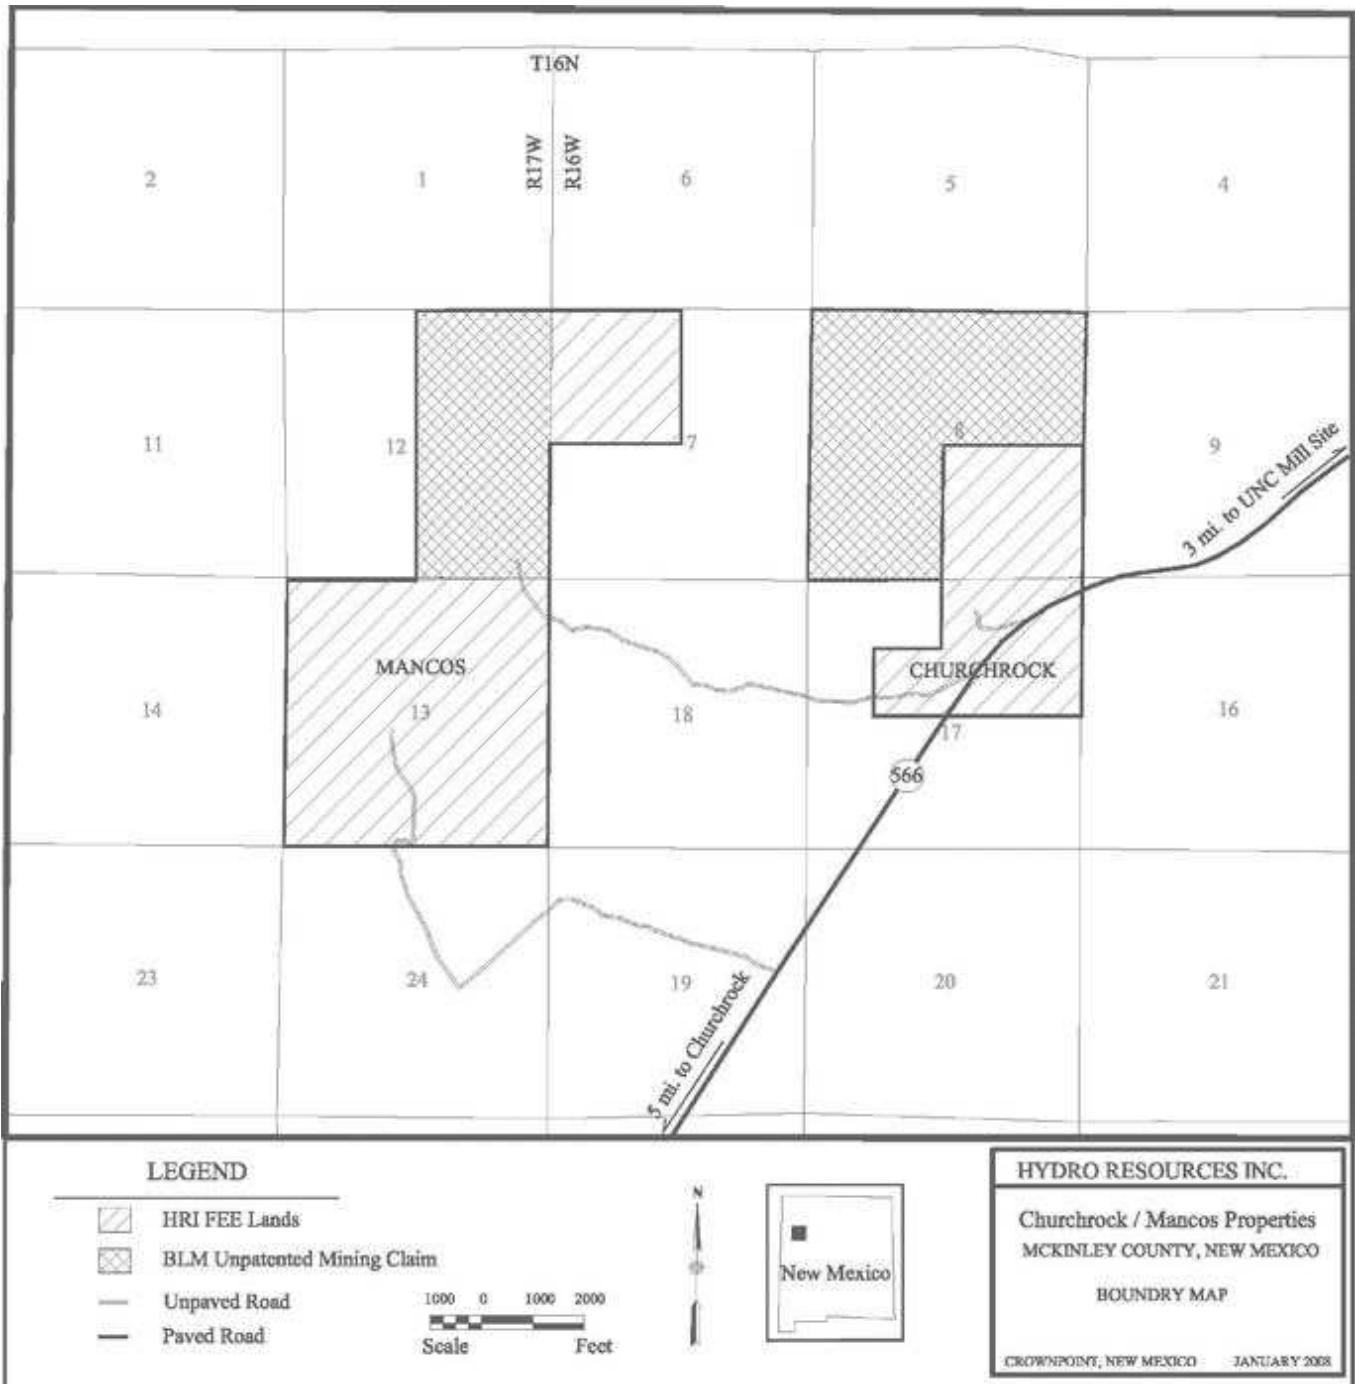 T16N
R17W
R16W
2
1
6
5
4
11
12
7
8
9
3 mi. to UNC Mill Site
MANCOS
CHURCHROCK
14
13
18
17
16
566
23
24
19
20
21
5 mi. to Churchrock
LEGEND
HRI FEE Lands
BLM Unpatented Mining Claim
Unpaved Road
Paved Road
1000 0 1000 2000
Scale Feet
N
New Mexico
HYDRO RESOURCES INC.
Churchrock / Mancos Properties
MCKINLEY COUNTY, NEW MEXICO
BOUNDRY MAP
CROWNPOINT, NEW MEXICO JANUARY 2008